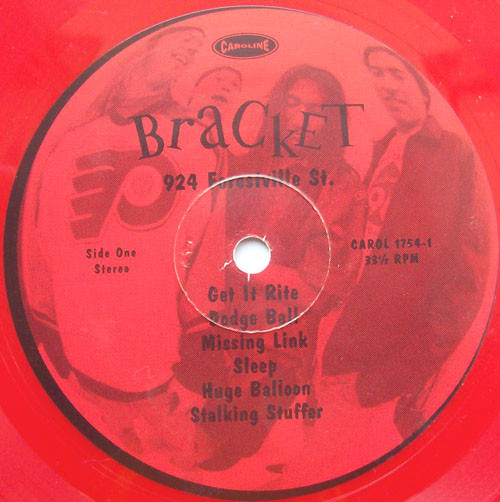 CAROLINE
BRaCKET
924 Forestville St.
Side One
Stereo
CAROL 1754-1
33⅓ RPM
Get It Rite
Dodge Ball
Missing Link
Sleep
Huge Balloon
Stalking Stuffer